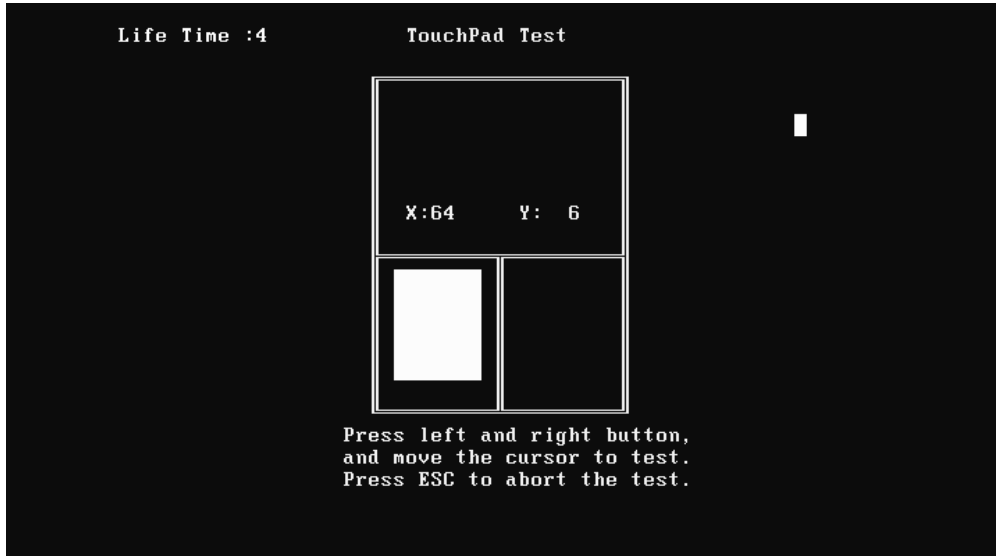 Life Time :4 TouchPad Test
X:64 Y: 6
Press left and right button,
and move the cursor to test.
Press ESC to abort the test.